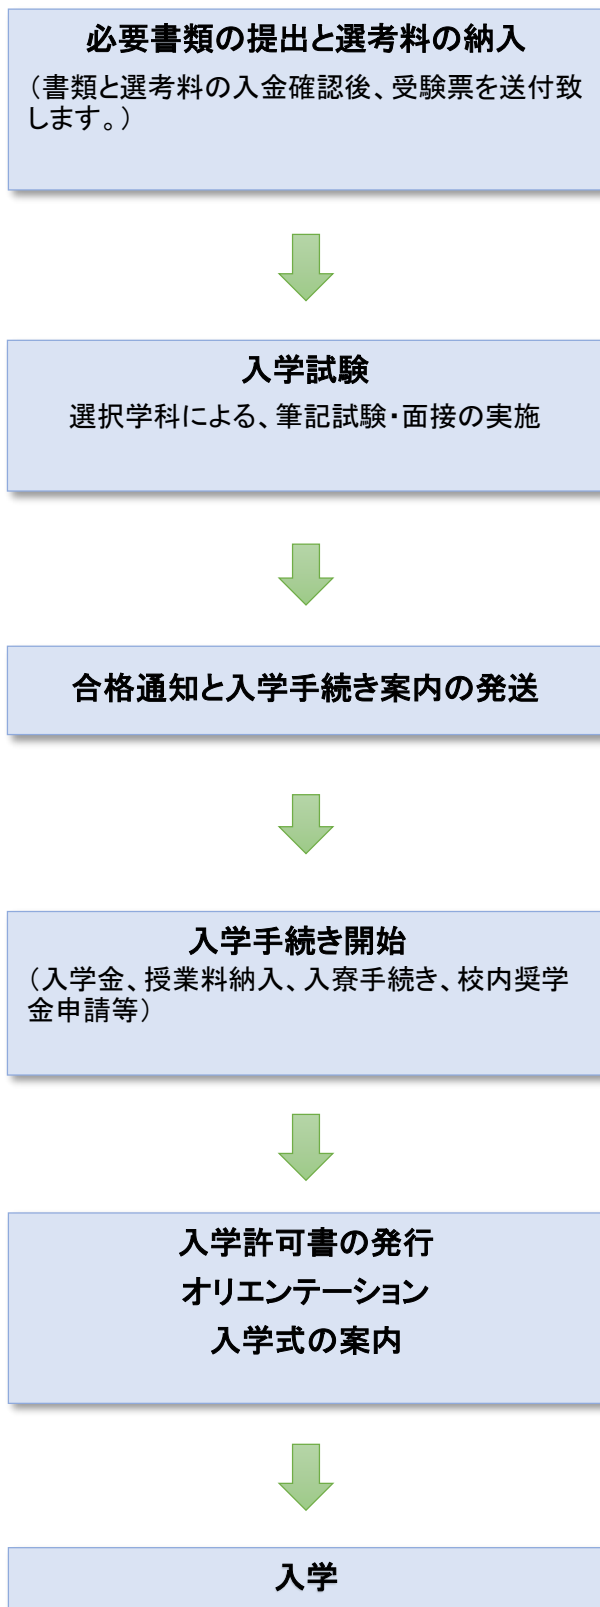 必要書類の提出と選考料の納入
（書類と選考料の入金確認後、受験票を送付致
します。）
入学試験
選択学科による、筆記試験・面接の実施
合格通知と入学手続き案内の発送
入学手続き開始
（入学金、授業料納入、入寮手続き、校内奨学
金申請等）
入学許可書の発行
オリエンテーション
入学式の案内
入学